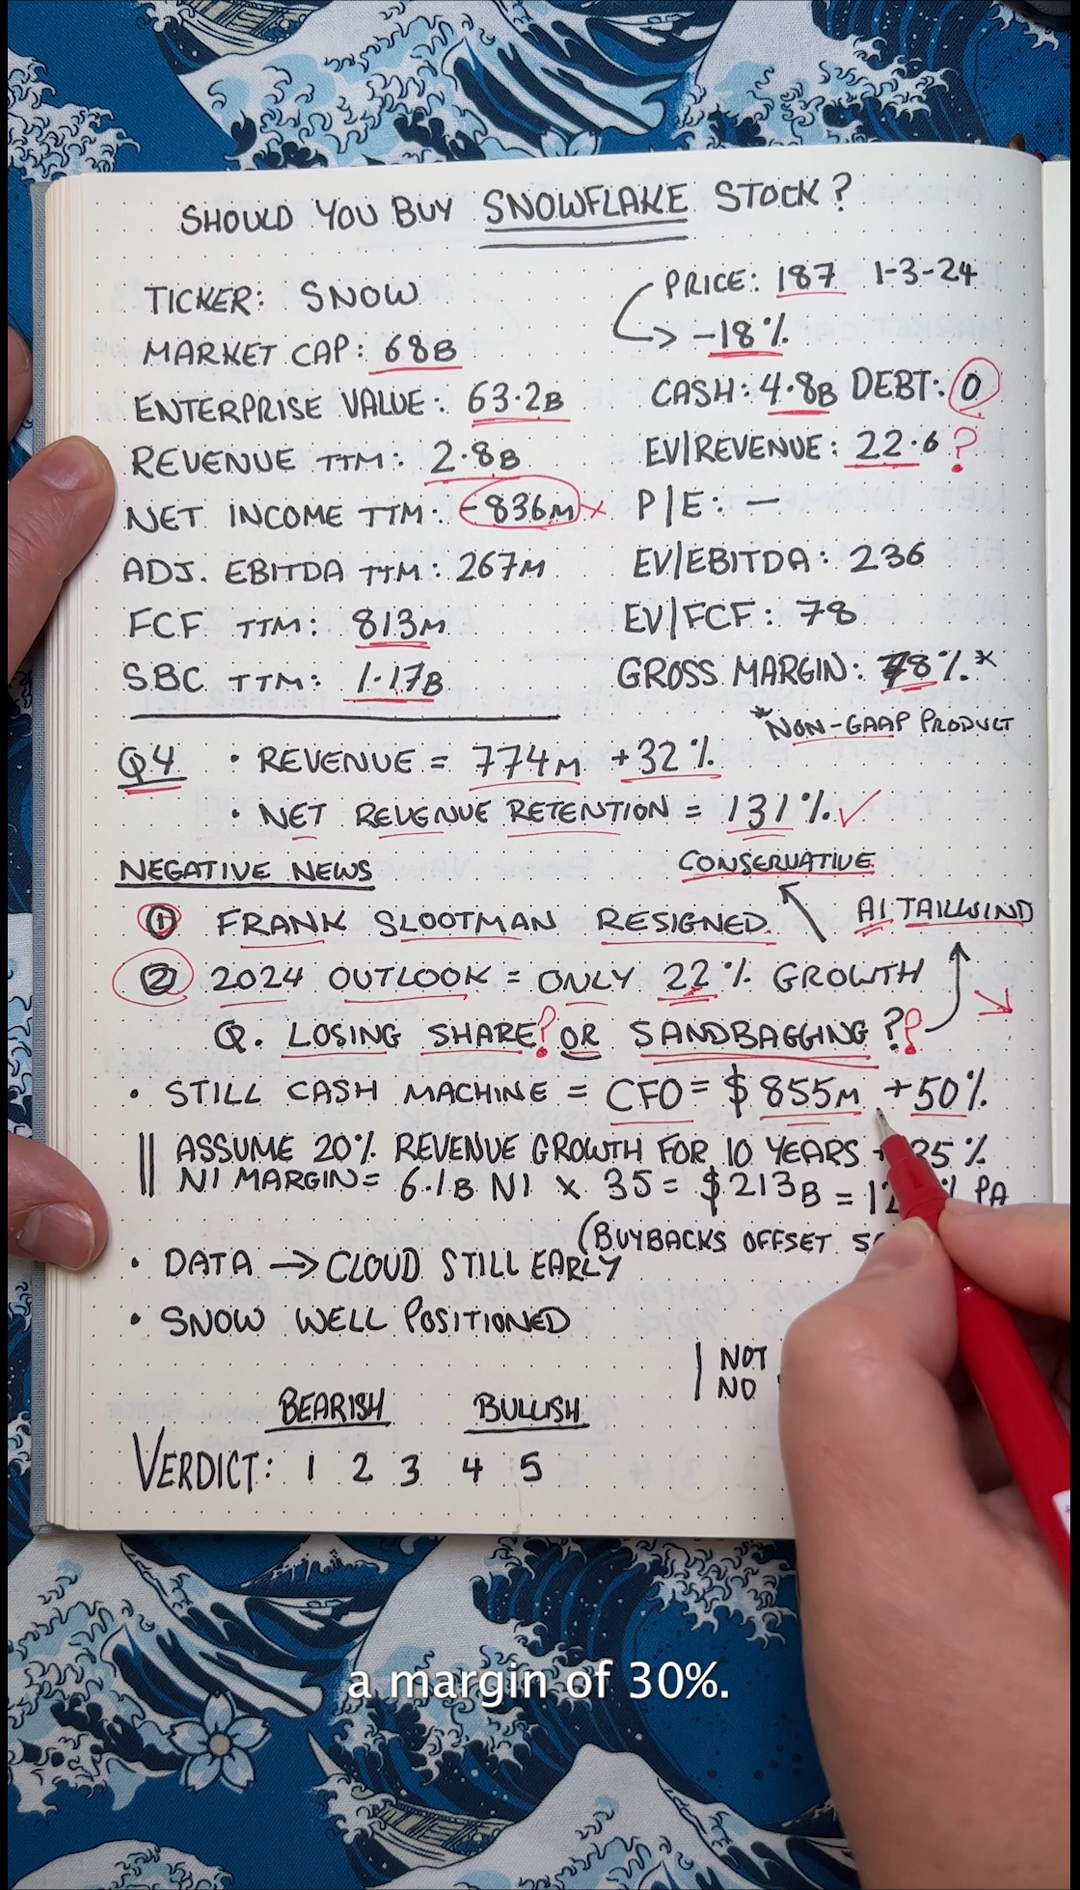 SHOULD YOU BUY SNOWFLAKE STOCK?
TICKER: SNOW
PRICE: 187 1-3-24
→ -18%
MARKET CAP: 68B
ENTERPRISE VALUE: 63.2B
CASH: 4.8B DEBT: 0
REVENUE TTM: 2.8B
EV/REVENUE: 22.6 ?
NET INCOME TTM: -836M x
P/E: —
ADJ. EBITDA TTM: 267M
EV/EBITDA: 236
FCF TTM: 813M
EV/FCF: 78
SBC TTM: 1.17B
GROSS MARGIN: 78%.*
*NON-GAAP PRODUCT
Q4 • REVENUE = 774M +32%
• NET REVENUE RETENTION = 131%. ✓
NEGATIVE NEWS
CONSERVATIVE
① FRANK SLOOTMAN RESIGNED.
AI TAILWIND
② 2024 OUTLOOK = ONLY 22% GROWTH
Q. LOSING SHARE? OR SANDBAGGING ??
• STILL CASH MACHINE = CFO = $855M +50%.
ASSUME 20% REVENUE GROWTH FOR 10 YEARS
NI MARGIN = 6.1B NI x 35 = $213B = PA
(BUYBACKS OFFSET
• DATA → CLOUD STILL EARLY
• SNOW WELL POSITIONED
NOT
NO
BEARISH BULLISH
VERDICT: 1 2 3 4 5
a margin of 30%.